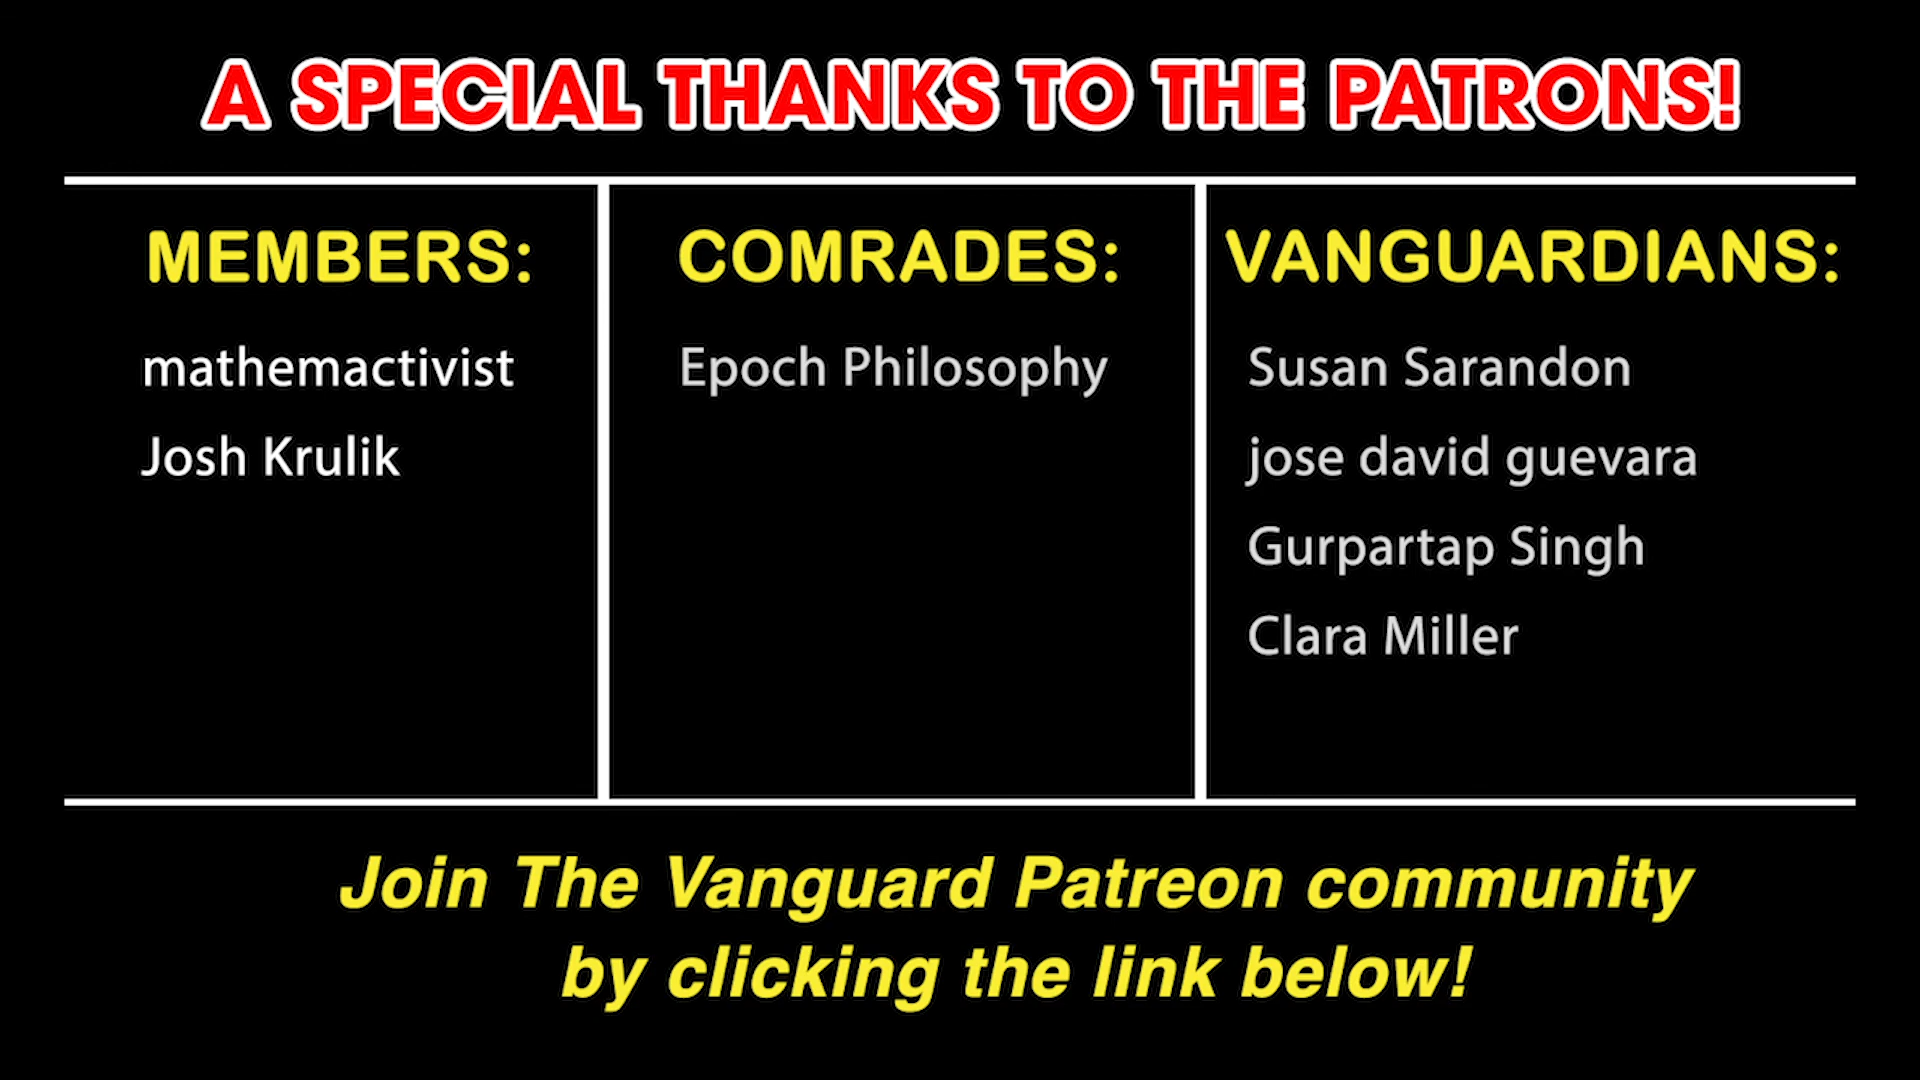 A SPECIAL THANKS TO THE PATRONS!
MEMBERS:
mathemactivist
Josh Krulik
COMRADES:
Epoch Philosophy
VANGUARDIANS:
Susan Sarandon
jose david guevara
Gurpartap Singh
Clara Miller
Join The Vanguard Patreon community
by clicking the link below!